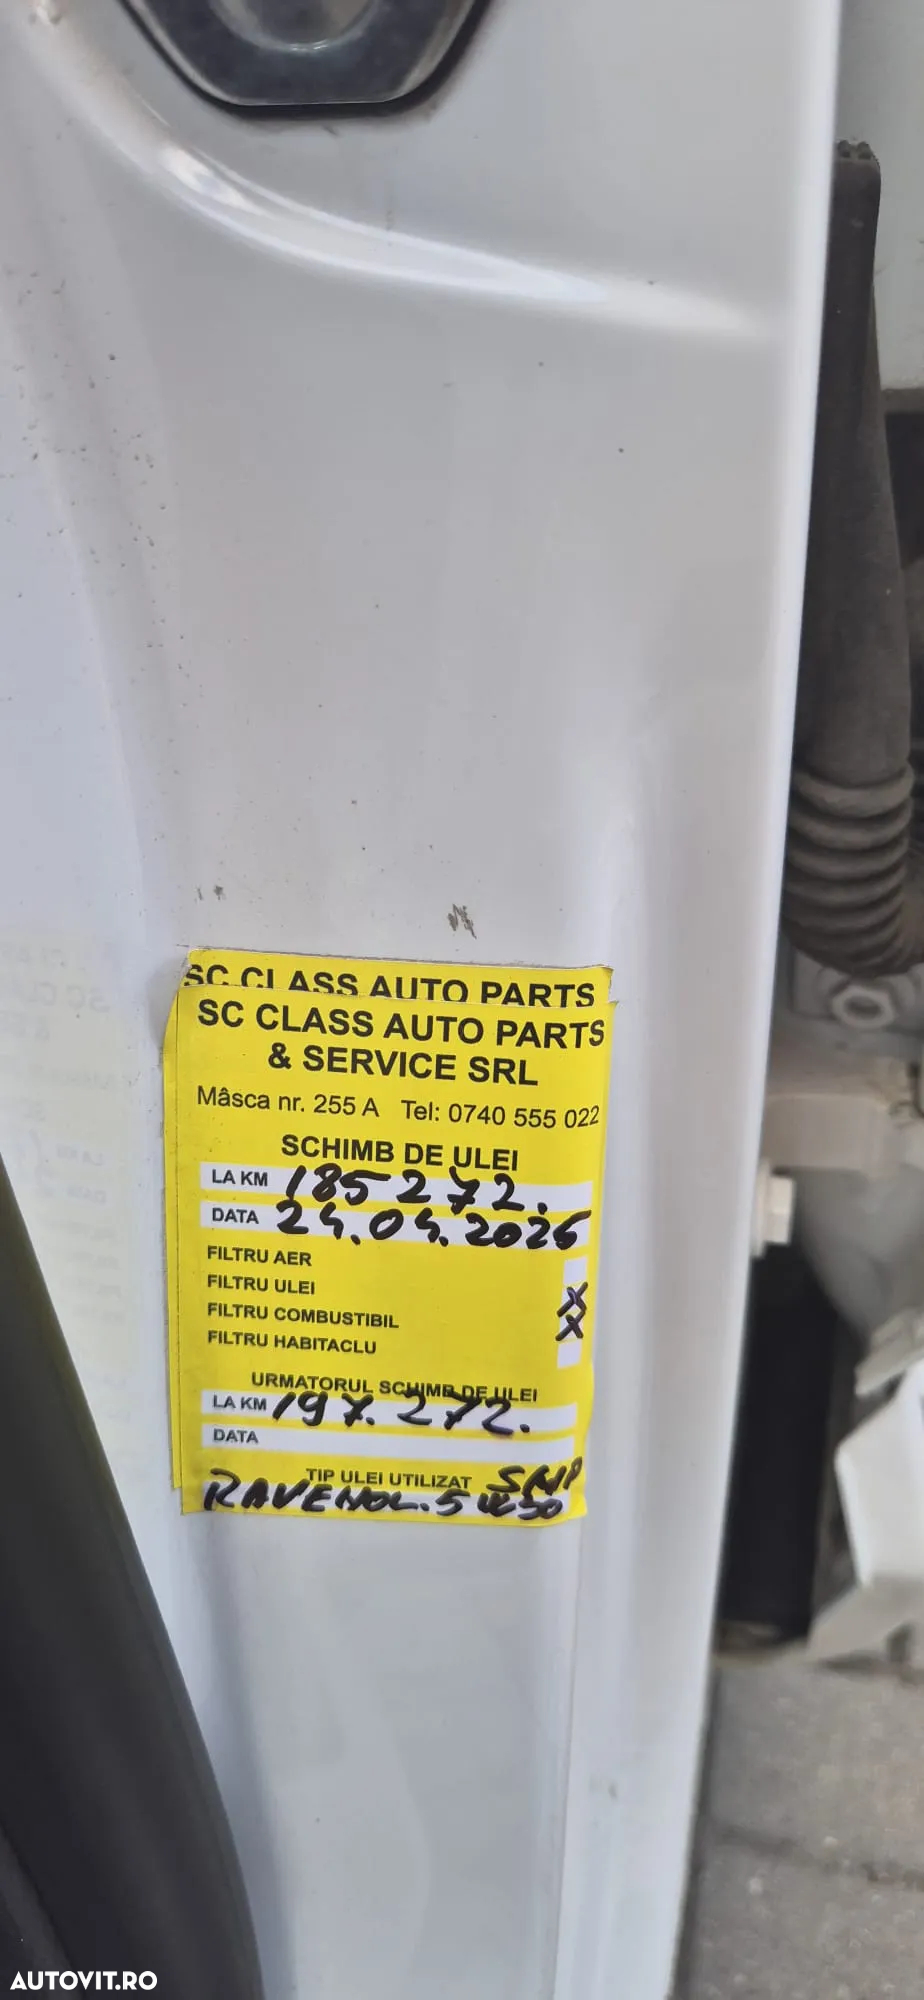 SC CLASS AUTO PARTS
SC CLASS AUTO PARTS
& SERVICE SRL
Mâsca nr. 255 A Tel: 0740 555 022
SCHIMB DE ULEI
LA KM 185272.
DATA 24.04.2025
FILTRU AER
FILTRU ULEI X
FILTRU COMBUSTIBIL X
FILTRU HABITACLU
URMATORUL SCHIMB DE ULEI
LA KM 197.272.
DATA
TIP ULEI UTILIZAT SMP
RAVENOL.5W30
AUTOVIT.RO